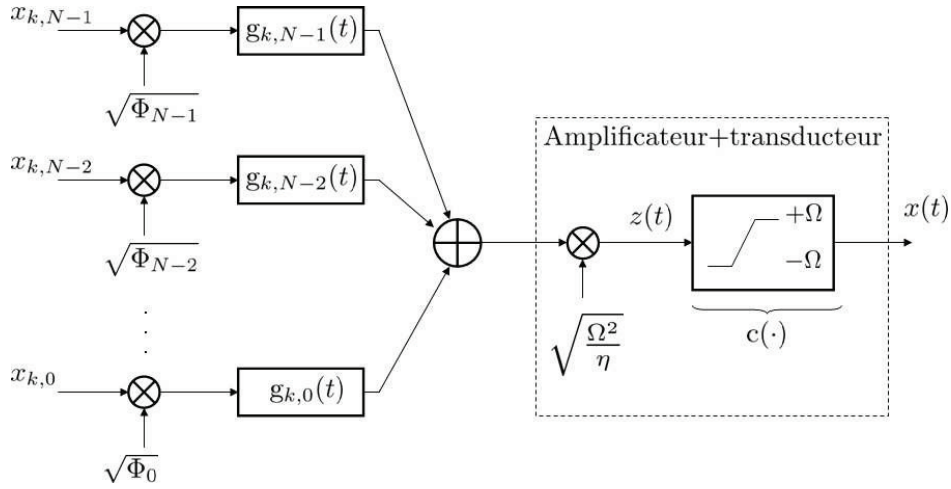 x_{k,N−1}
g_{k,N−1}(t)
√Φ_{N−1}
Amplificateur+transducteur
x_{k,N−2}
g_{k,N−2}(t)
z(t)
+Ω
−Ω
x(t)
√Φ_{N−2}
√(Ω²/η)
c(·)
x_{k,0}
g_{k,0}(t)
√Φ_0